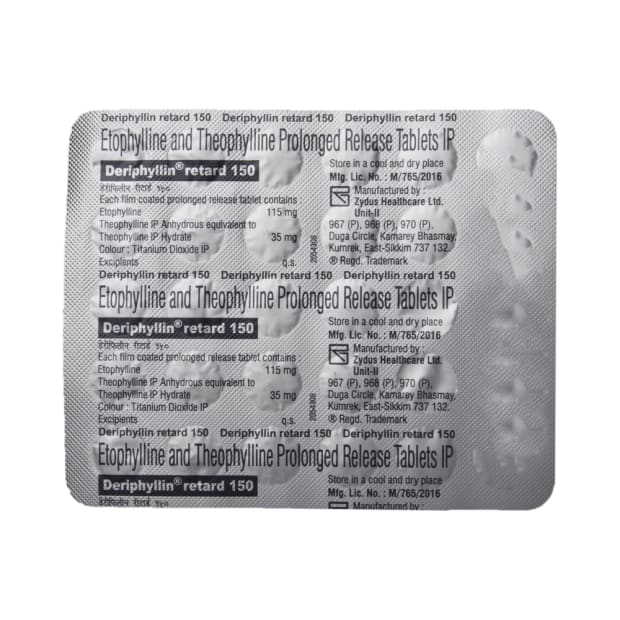 Deriphyllin retard 150 Deriphyllin retard 150 Deriphyllin retard 150
Etophylline and Theophylline Prolonged Release Tablets IP
Deriphyllin® retard 150
डेरिफिलीन रीटार्ड १५०
Each film coated prolonged release tablet contains :
Etophylline 115 mg
Theophylline IP Anhydrous equivalent to
Theophylline IP Hydrate 35 mg
Colour : Titanium Dioxide IP
Excipients q.s.
Store in a cool and dry place
Mfg. Lic. No. : M/765/2016
Manufactured by :
Zydus Healthcare Ltd.
Unit-II
967 (P), 968 (P), 970 (P),
Duga Circle, Kamarey Bhasmay,
Kumrek, East-Sikkim 737 132.
® Regd. Trademark
2054308
Deriphyllin retard 150 Deriphyllin retard 150 Deriphyllin retard 150
Etophylline and Theophylline Prolonged Release Tablets IP
Deriphyllin® retard 150
डेरिफिलीन रीटार्ड १५०
Each film coated prolonged release tablet contains :
Etophylline 115 mg
Theophylline IP Anhydrous equivalent to
Theophylline IP Hydrate 35 mg
Colour : Titanium Dioxide IP
Excipients q.s.
Store in a cool and dry place
Mfg. Lic. No. : M/765/2016
Manufactured by :
Zydus Healthcare Ltd.
Unit-II
967 (P), 968 (P), 970 (P),
Duga Circle, Kamarey Bhasmay,
Kumrek, East-Sikkim 737 132.
® Regd. Trademark
2054308
Deriphyllin retard 150 Deriphyllin retard 150 Deriphyllin retard 150
Etophylline and Theophylline Prolonged Release Tablets IP
Deriphyllin® retard 150
डेरिफिलीन रीटार्ड १५०
Store in a cool and dry place
Mfg. Lic. No. : M/765/2016
Manufactured by :